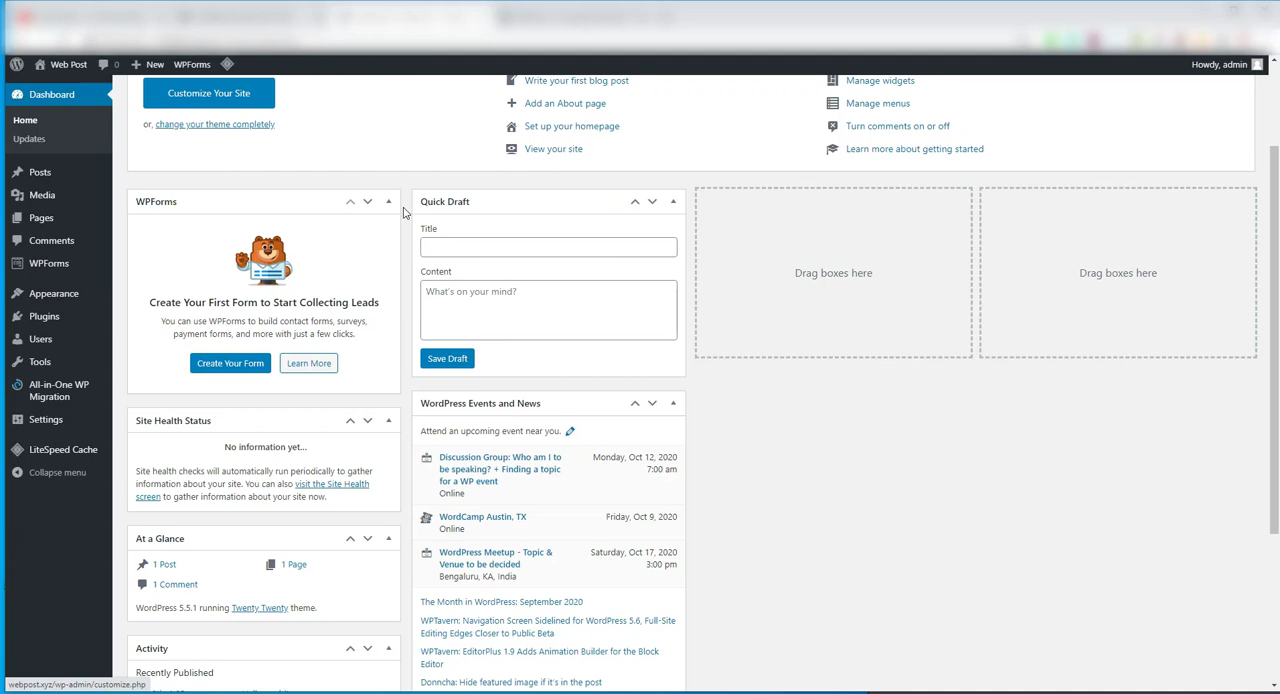 Web Post
0
New
WPForms
Howdy, admin
Dashboard
Home
Updates
Posts
Media
Pages
Comments
WPForms
Appearance
Plugins
Users
Tools
All-in-One WP
Migration
Settings
LiteSpeed Cache
Collapse menu
Customize Your Site
or, change your theme completely
Write your first blog post
Add an About page
Set up your homepage
View your site
Manage widgets
Manage menus
Turn comments on or off
Learn more about getting started
WPForms
Create Your First Form to Start Collecting Leads
You can use WPForms to build contact forms, surveys,
payment forms, and more with just a few clicks.
Create Your Form
Learn More
Site Health Status
No information yet...
Site health checks will automatically run periodically to gather
information about your site. You can also visit the Site Health
screen to gather information about your site now.
At a Glance
1 Post
1 Page
1 Comment
WordPress 5.5.1 running Twenty Twenty theme.
Activity
Recently Published
Quick Draft
Title
Content
What's on your mind?
Save Draft
WordPress Events and News
Attend an upcoming event near you.
Discussion Group: Who am I to
be speaking? + Finding a topic
for a WP event
Online
Monday, Oct 12, 2020
7:00 am
WordCamp Austin, TX
Online
Friday, Oct 9, 2020
WordPress Meetup - Topic &
Venue to be decided
Bengaluru, KA, India
Saturday, Oct 17, 2020
3:00 pm
The Month in WordPress: September 2020
WPTavern: Navigation Screen Sidelined for WordPress 5.6, Full-Site
Editing Edges Closer to Public Beta
WPTavern: EditorPlus 1.9 Adds Animation Builder for the Block
Editor
Donncha: Hide featured image if it's in the post
Drag boxes here
Drag boxes here
webpost.xyz/wp-admin/customize.php